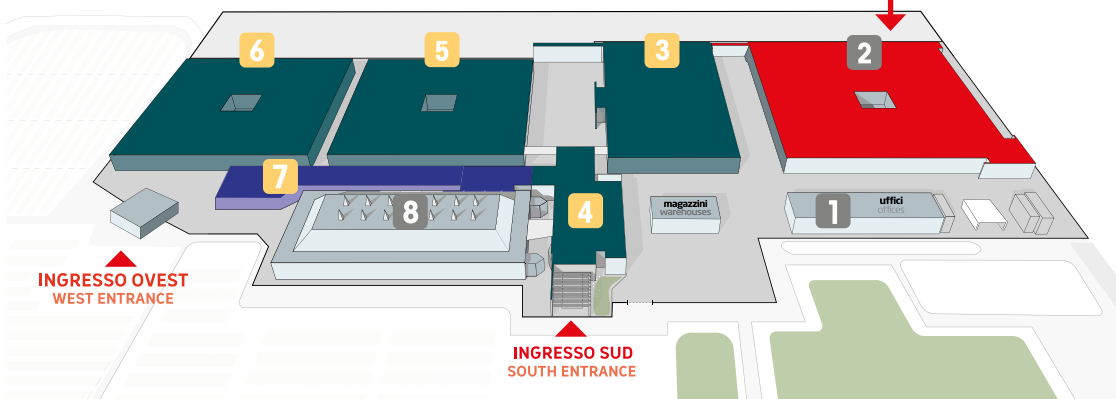 6
5
3
2
7
8
4
magazzini
warehouses
1
uffici
offices
INGRESSO OVEST
WEST ENTRANCE
INGRESSO SUD
SOUTH ENTRANCE